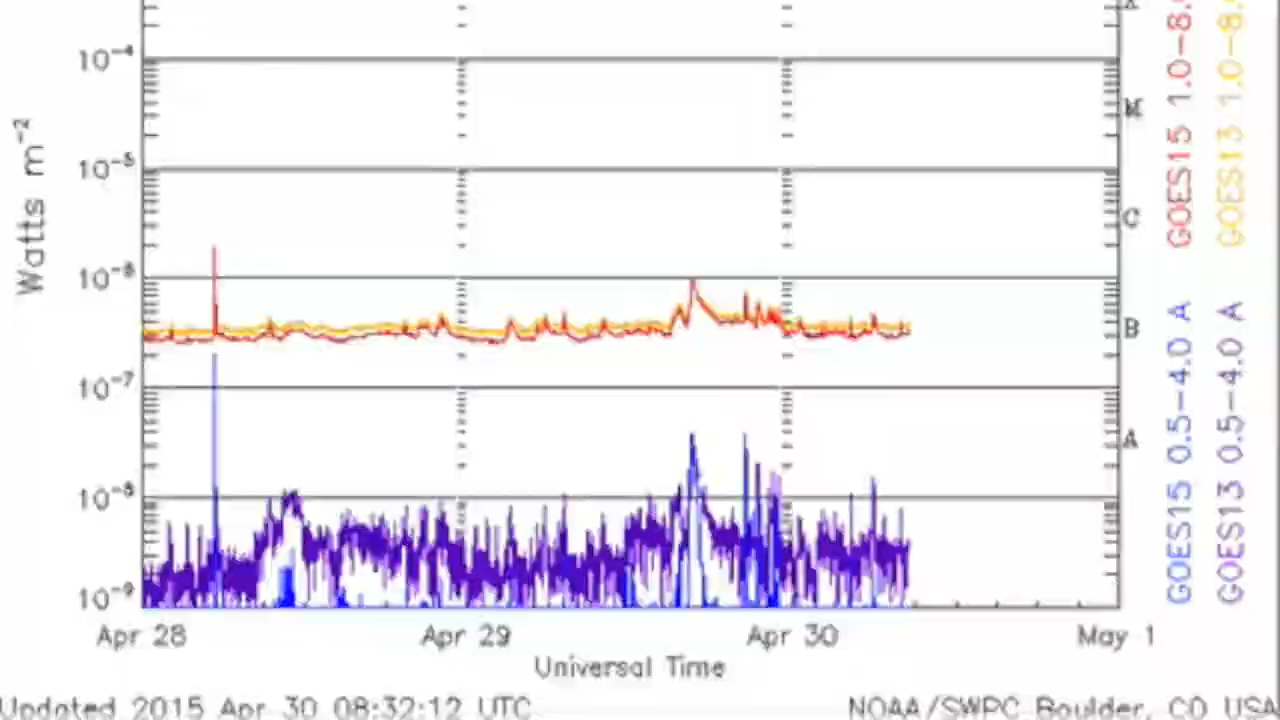 X
10⁻⁴
M
10⁻⁵
C
10⁻⁶
B
10⁻⁷
A
10⁻⁸
10⁻⁹
Watts m⁻²
Apr 28 Apr 29 Apr 30 May 1
Universal Time
Updated 2015 Apr 30 08:32:12 UTC
NOAA/SWPC Boulder, CO USA
GOES15 1.0-8.
GOES13 1.0-8.
GOES15 0.5-4.0 A
GOES13 0.5-4.0 A